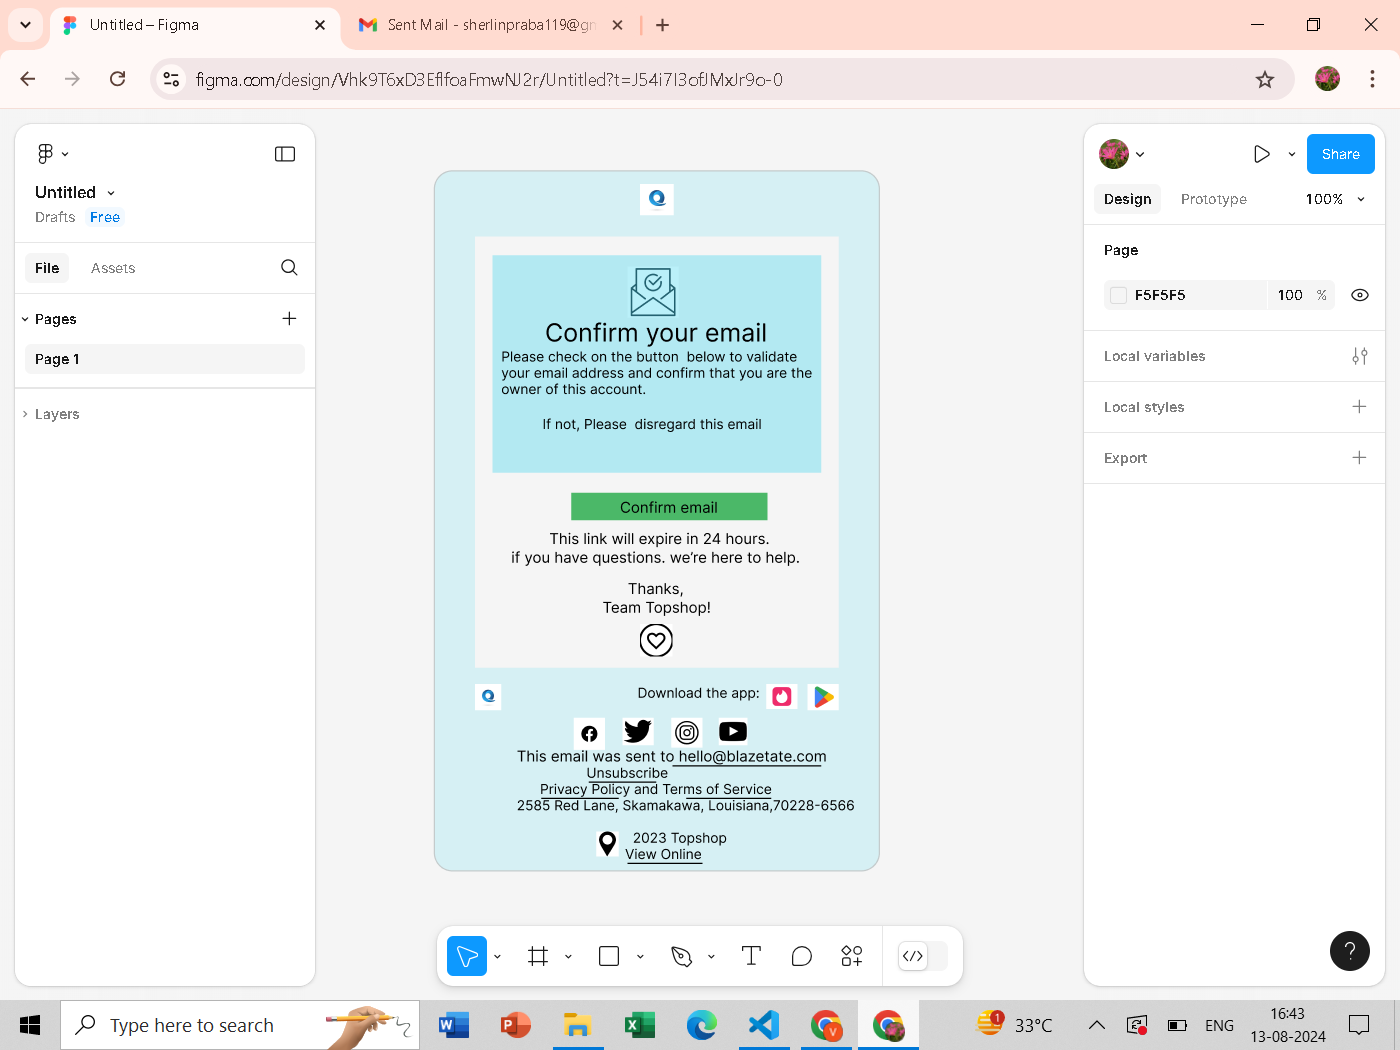 Untitled – Figma
Sent Mail - sherlinpraba119@gm
figma.com/design/Vhk9T6xD3EflfoaFmwNJ2r/Untitled?t=J54i7I3ofJMxJr9o-0
Untitled
Drafts Free
File Assets
Pages
Page 1
Layers
Confirm your email
Please check on the button below to validate
your email address and confirm that you are the
owner of this account.
If not, Please disregard this email
Confirm email
This link will expire in 24 hours.
if you have questions. we're here to help.
Thanks,
Team Topshop!
Download the app:
This email was sent to hello@blazetate.com
Unsubscribe
Privacy Policy and Terms of Service
2585 Red Lane, Skamakawa, Louisiana,70228-6566
2023 Topshop
View Online
Share
Design Prototype 100%
Page
F5F5F5 100 %
Local variables
Local styles
Export
?
Type here to search
1
33°C
ENG
16:43
13-08-2024